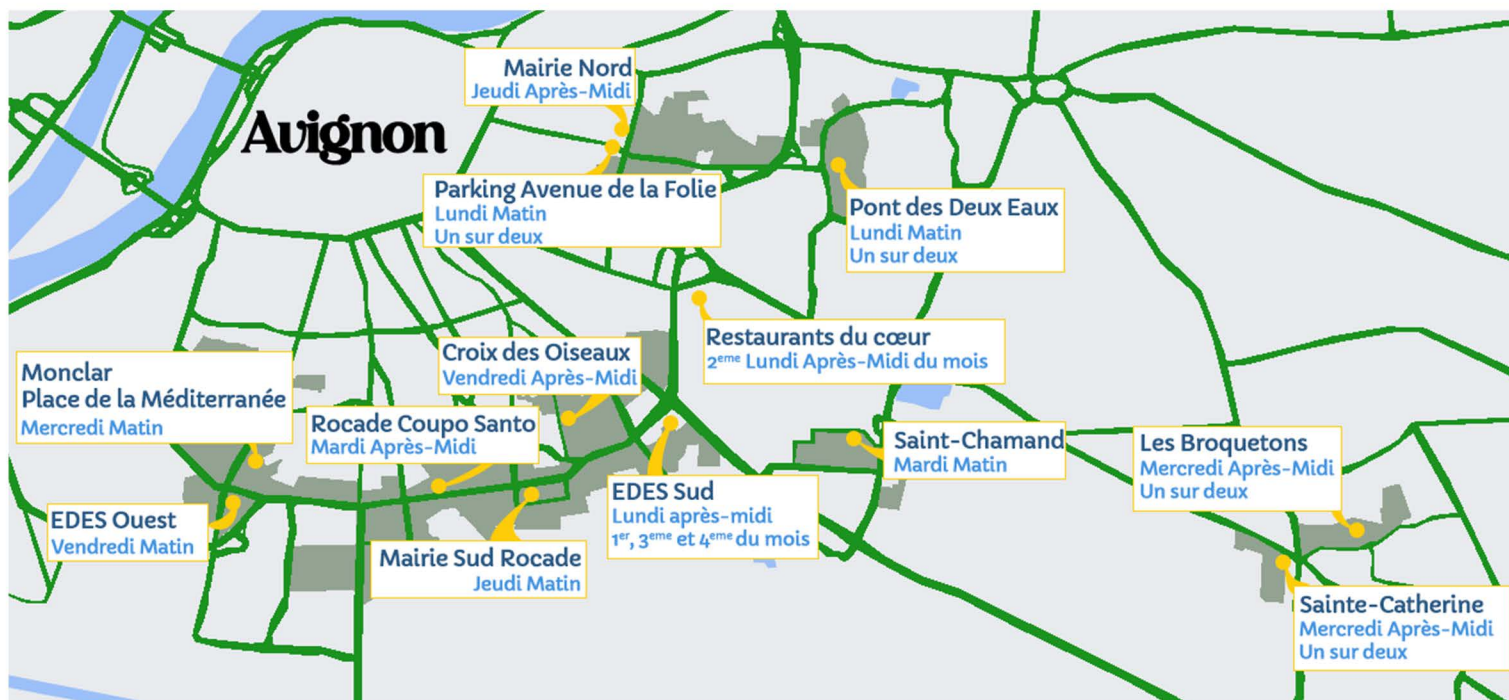 Avignon
Mairie Nord
Jeudi Après-Midi
Parking Avenue de la Folie
Lundi Matin
Un sur deux
Pont des Deux Eaux
Lundi Matin
Un sur deux
Restaurants du cœur
2eme Lundi Après-Midi du mois
Croix des Oiseaux
Vendredi Après-Midi
Monclar
Place de la Méditerranée
Mercredi Matin
Rocade Coupo Santo
Mardi Après-Midi
Saint-Chamand
Mardi Matin
Les Broquetons
Mercredi Après-Midi
Un sur deux
EDES Sud
Lundi après-midi
1er, 3eme et 4eme du mois
EDES Ouest
Vendredi Matin
Mairie Sud Rocade
Jeudi Matin
Sainte-Catherine
Mercredi Après-Midi
Un sur deux